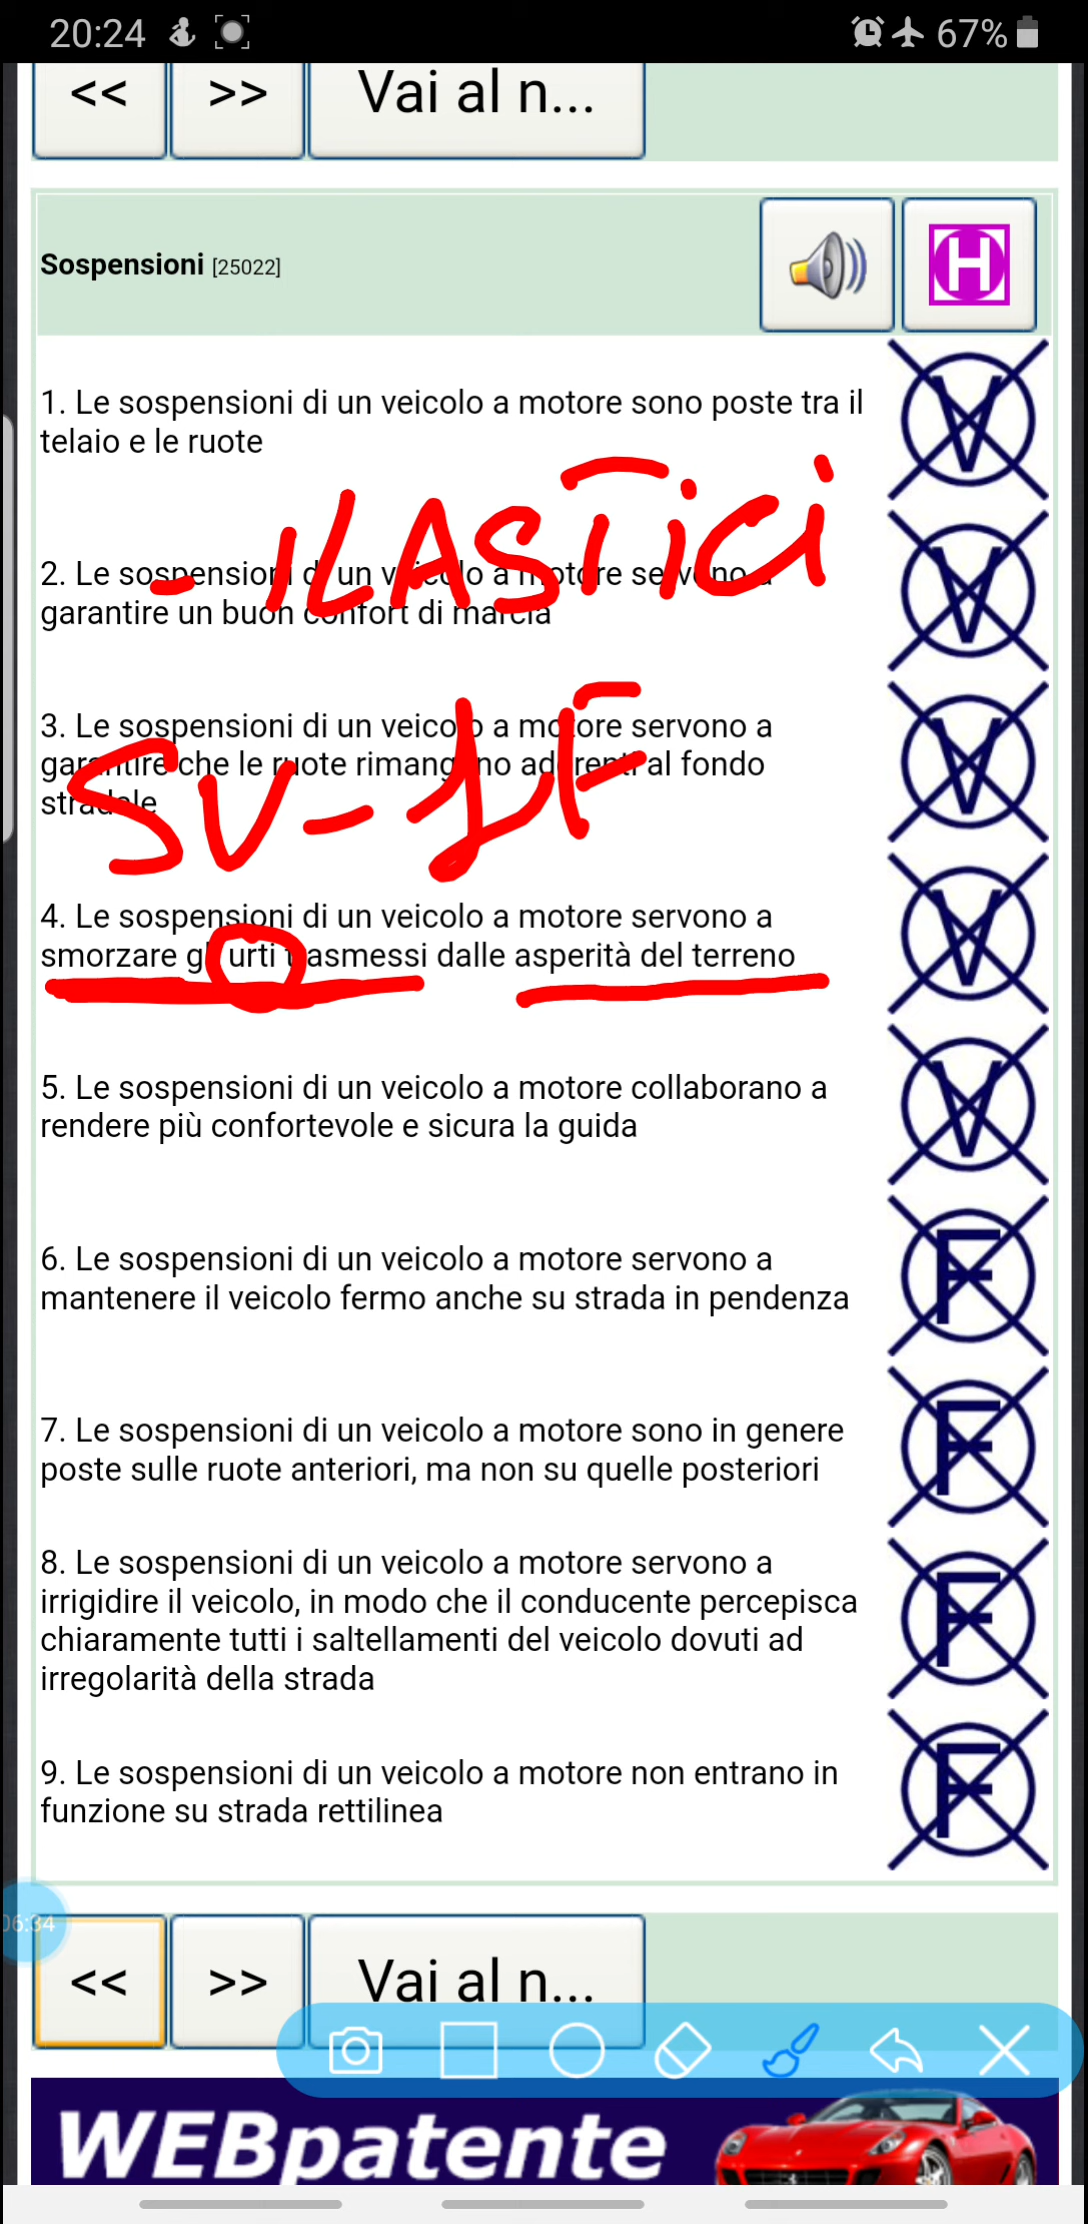 20:24 67%
<< >> Vai al n...
Sospensioni [25022]
1. Le sospensioni di un veicolo a motore sono poste tra il
telaio e le ruote
V
- ILASTICI
2. Le sospensioni di un veicolo a motore servono a
garantire un buon confort di marcia
V
3. Le sospensioni di un veicolo a motore servono a
garantire che le ruote rimangano aderenti al fondo
stradale
V
SV-
4. Le sospensioni di un veicolo a motore servono a
smorzare gli urti trasmessi dalle asperità del terreno
V
5. Le sospensioni di un veicolo a motore collaborano a
rendere più confortevole e sicura la guida
V
6. Le sospensioni di un veicolo a motore servono a
mantenere il veicolo fermo anche su strada in pendenza
F
7. Le sospensioni di un veicolo a motore sono in genere
poste sulle ruote anteriori, ma non su quelle posteriori
F
8. Le sospensioni di un veicolo a motore servono a
irrigidire il veicolo, in modo che il conducente percepisca
chiaramente tutti i saltellamenti del veicolo dovuti ad
irregolarità della strada
F
9. Le sospensioni di un veicolo a motore non entrano in
funzione su strada rettilinea
F
06:34
<< >> Vai al n...
WEBpatente